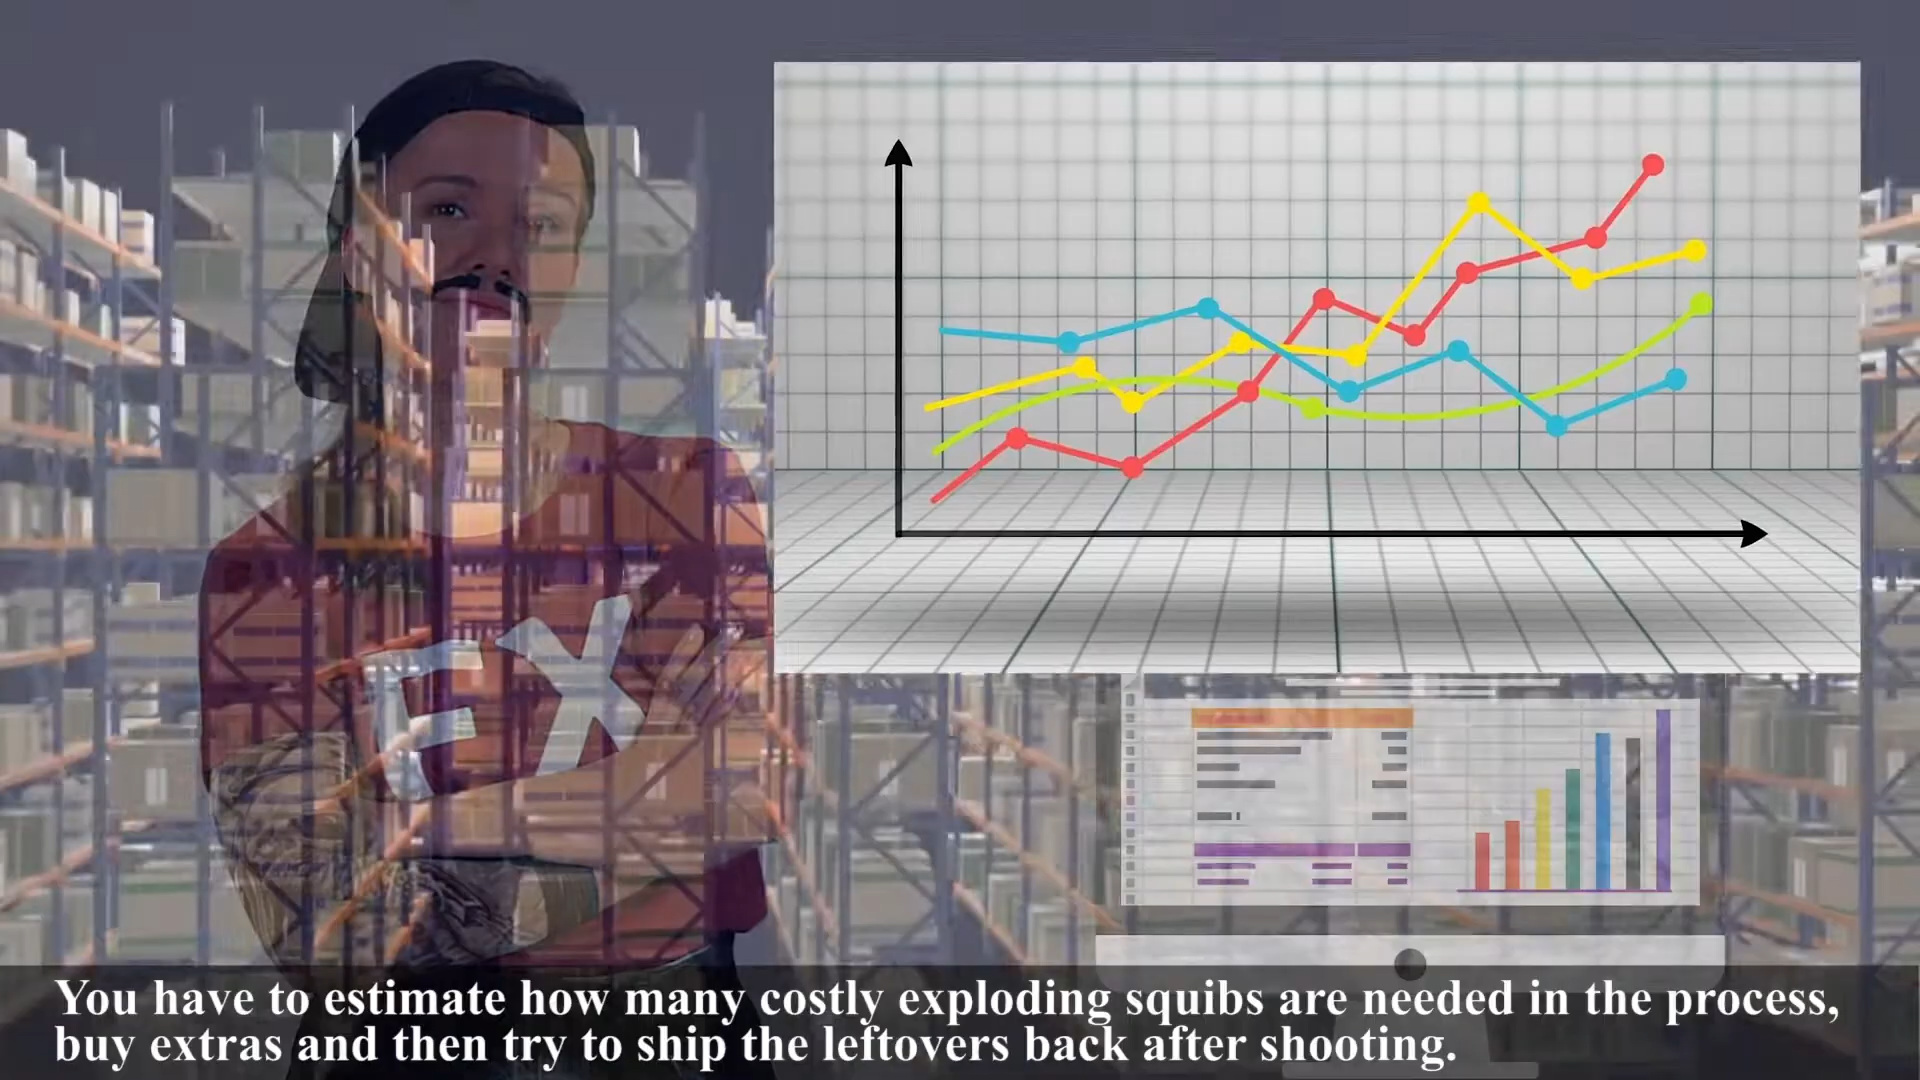 FX
You have to estimate how many costly exploding squibs are needed in the process,
buy extras and then try to ship the leftovers back after shooting.